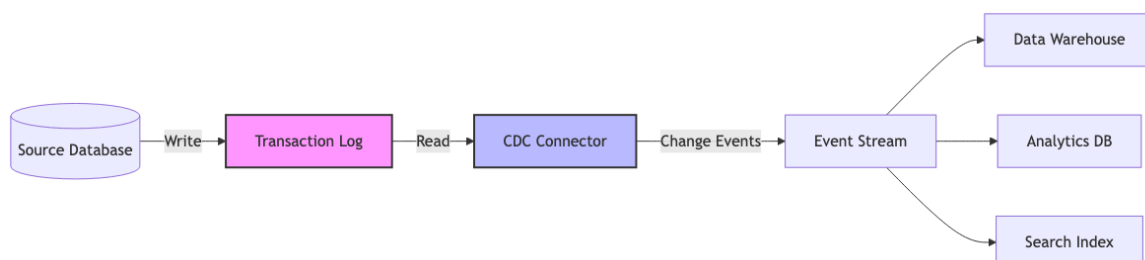 Source Database
Write
Transaction Log
Read
CDC Connector
Change Events
Event Stream
Data Warehouse
Analytics DB
Search Index